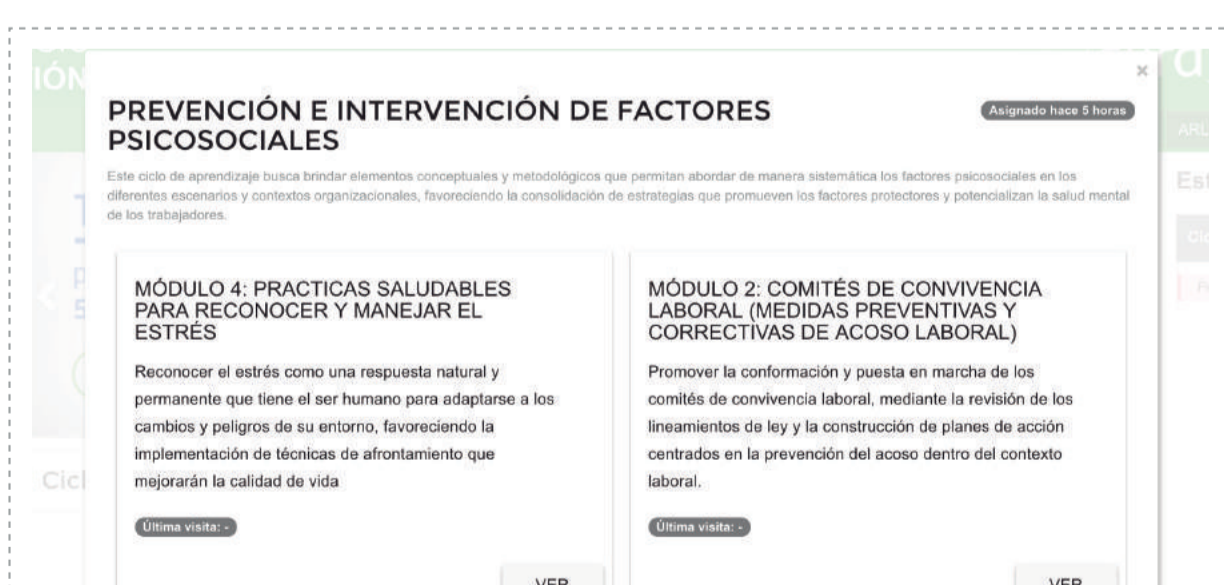 IÓN
×
PREVENCIÓN E INTERVENCIÓN DE FACTORES
PSICOSOCIALES
Asignado hace 5 horas
ARL
Este ciclo de aprendizaje busca brindar elementos conceptuales y metodológicos que permitan abordar de manera sistemática los factores psicosociales en los
diferentes escenarios y contextos organizacionales, favoreciendo la consolidación de estrategias que promueven los factores protectores y potencializan la salud mental
de los trabajadores.
Est
MÓDULO 4: PRACTICAS SALUDABLES
PARA RECONOCER Y MANEJAR EL
ESTRÉS
Reconocer el estrés como una respuesta natural y
permanente que tiene el ser humano para adaptarse a los
cambios y peligros de su entorno, favoreciendo la
implementación de técnicas de afrontamiento que
mejorarán la calidad de vida
Última visita: -
VER
MÓDULO 2: COMITÉS DE CONVIVENCIA
LABORAL (MEDIDAS PREVENTIVAS Y
CORRECTIVAS DE ACOSO LABORAL)
Promover la conformación y puesta en marcha de los
comités de convivencia laboral, mediante la revisión de los
lineamientos de ley y la construcción de planes de acción
centrados en la prevención del acoso dentro del contexto
laboral.
Última visita: -
VER
Cicl